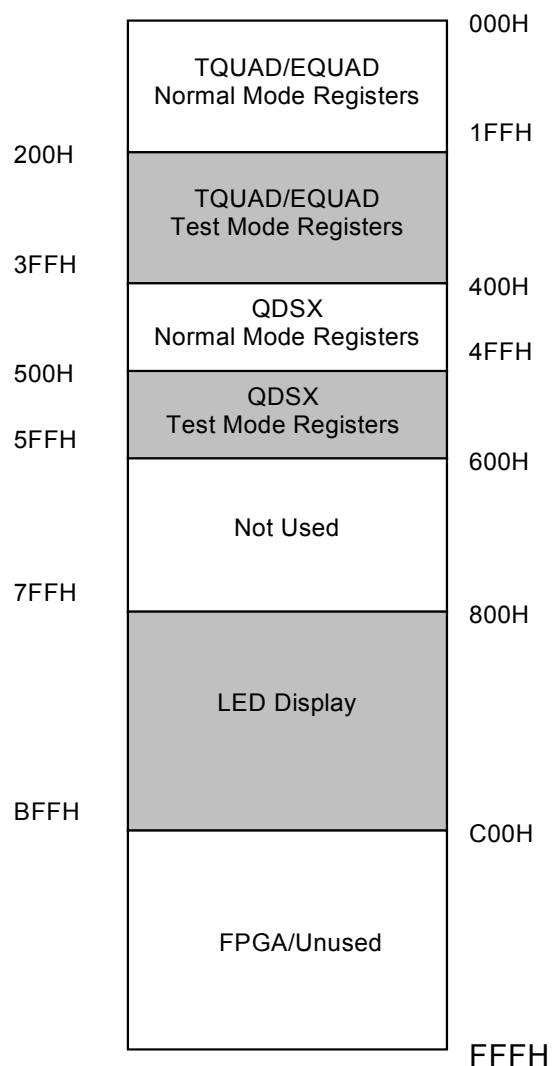 000H
TQUAD/EQUAD
Normal Mode Registers
1FFH
200H
TQUAD/EQUAD
Test Mode Registers
3FFH
400H
QDSX
Normal Mode Registers
4FFH
500H
QDSX
Test Mode Registers
5FFH
600H
Not Used
7FFH
800H
LED Display
BFFH
C00H
FPGA/Unused
FFFH